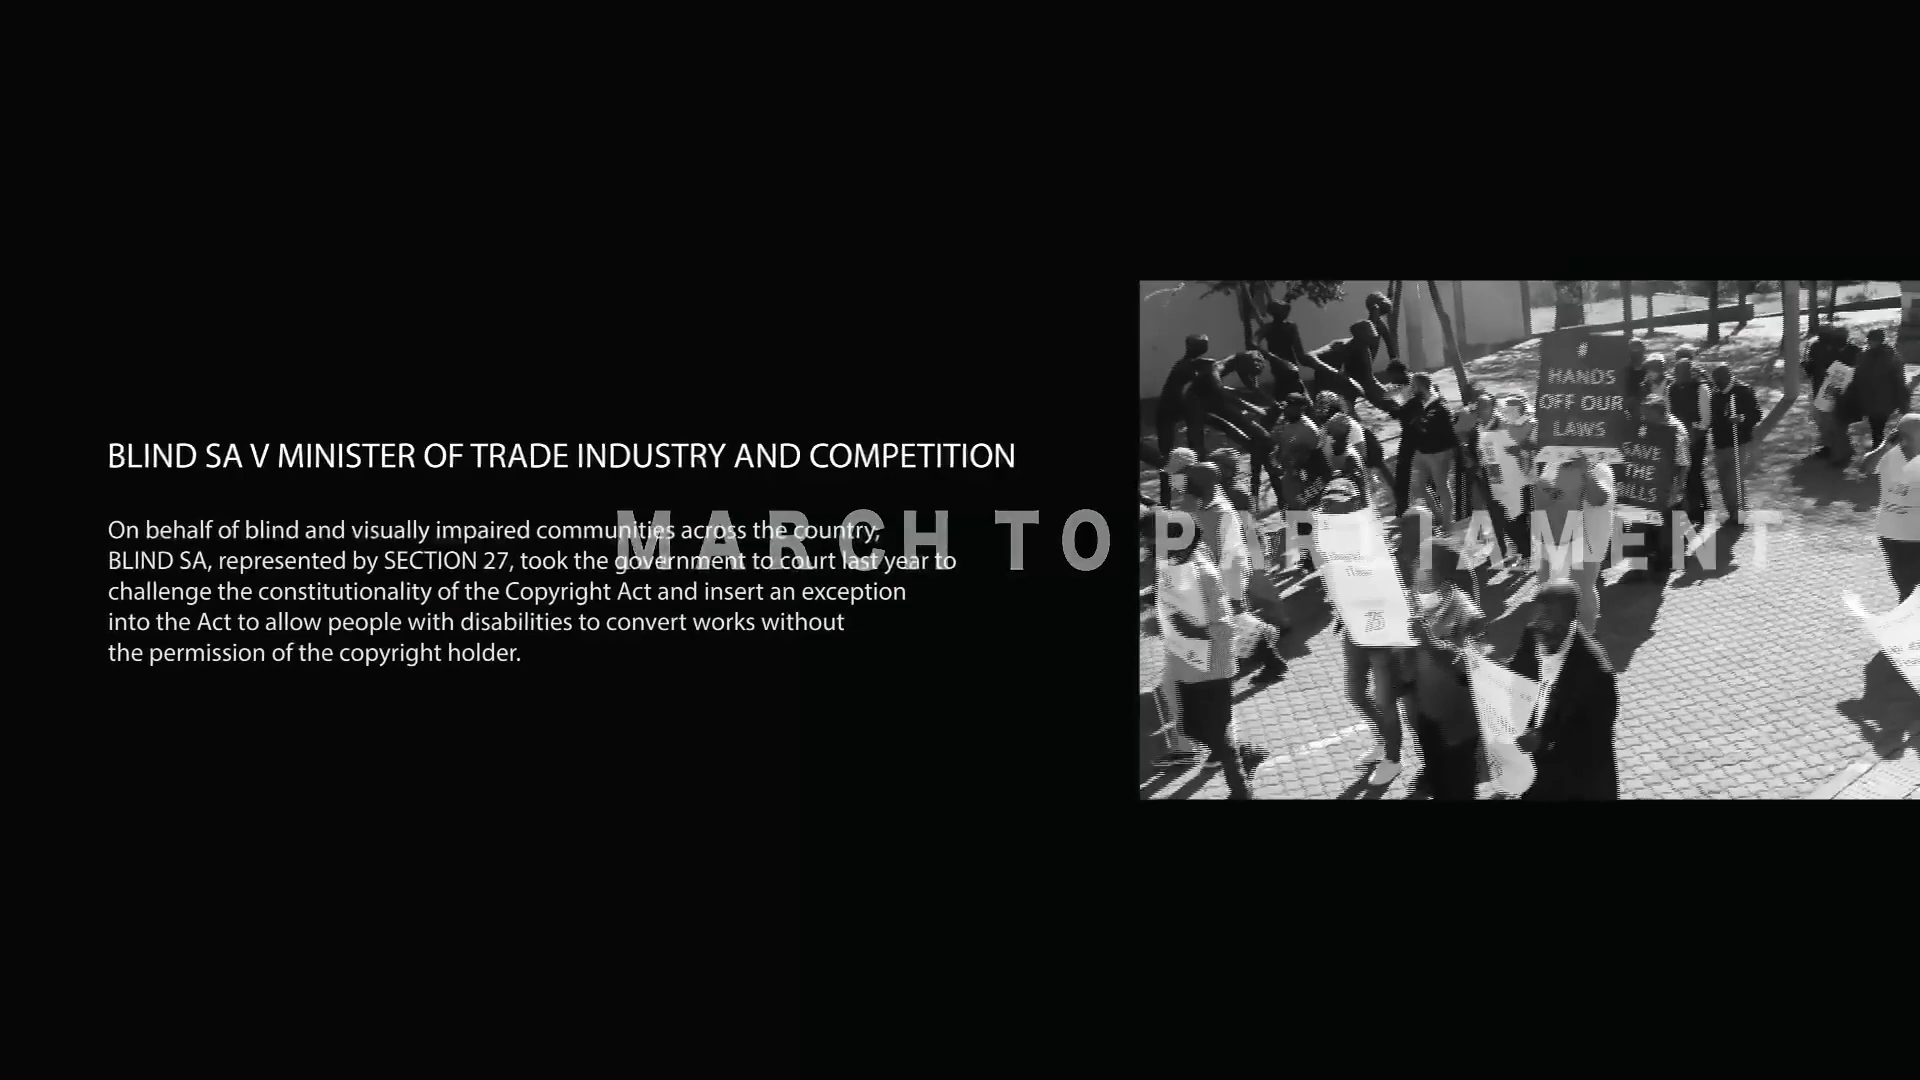 BLIND SA V MINISTER OF TRADE INDUSTRY AND COMPETITION
On behalf of blind and visually impaired communities across the country,
BLIND SA, represented by SECTION 27, took the government to court last year to
challenge the constitutionality of the Copyright Act and insert an exception
into the Act to allow people with disabilities to convert works without
the permission of the copyright holder.
MARCH TO PARLIAMENT
#
HANDS
OFF OUR
LAWS
#
SAVE
THE
BILLS